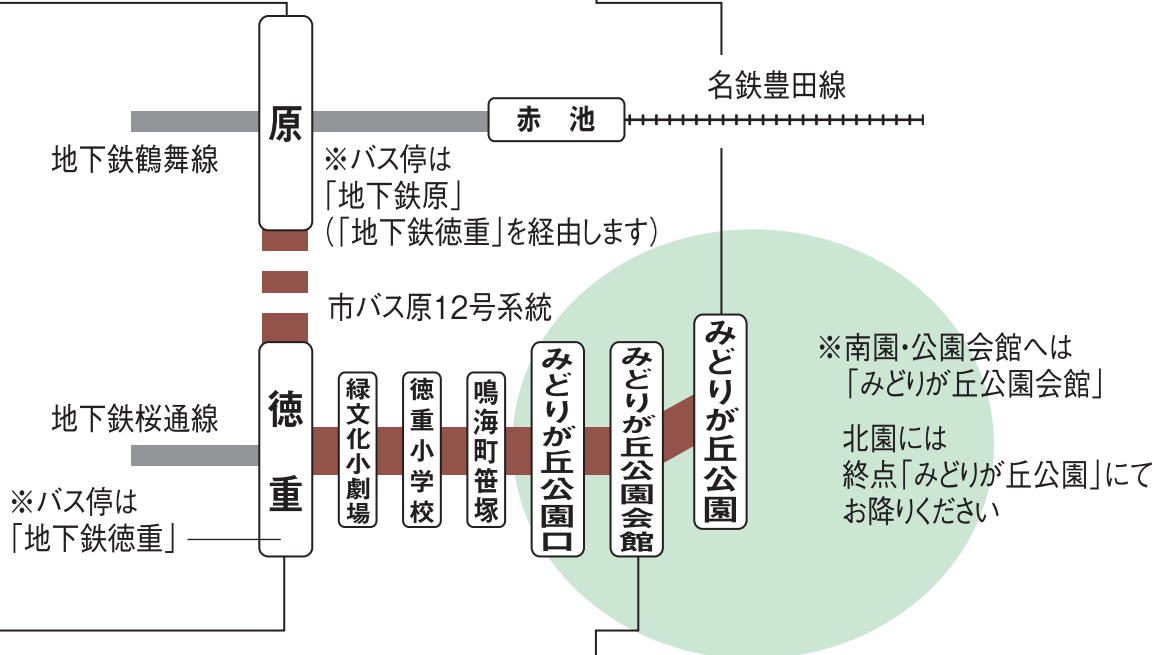 名鉄豊田線
原
赤池
地下鉄鶴舞線
※バス停は
「地下鉄原」
（「地下鉄徳重」を経由します）
市バス原12号系統
徳重
緑文化小劇場
徳重小学校
鳴海町笹塚
みどりが丘公園口
みどりが丘公園会館
みどりが丘公園
地下鉄桜通線
※バス停は
「地下鉄徳重」
※南園・公園会館へは
「みどりが丘公園会館」
北園には
終点「みどりが丘公園」にて
お降りください